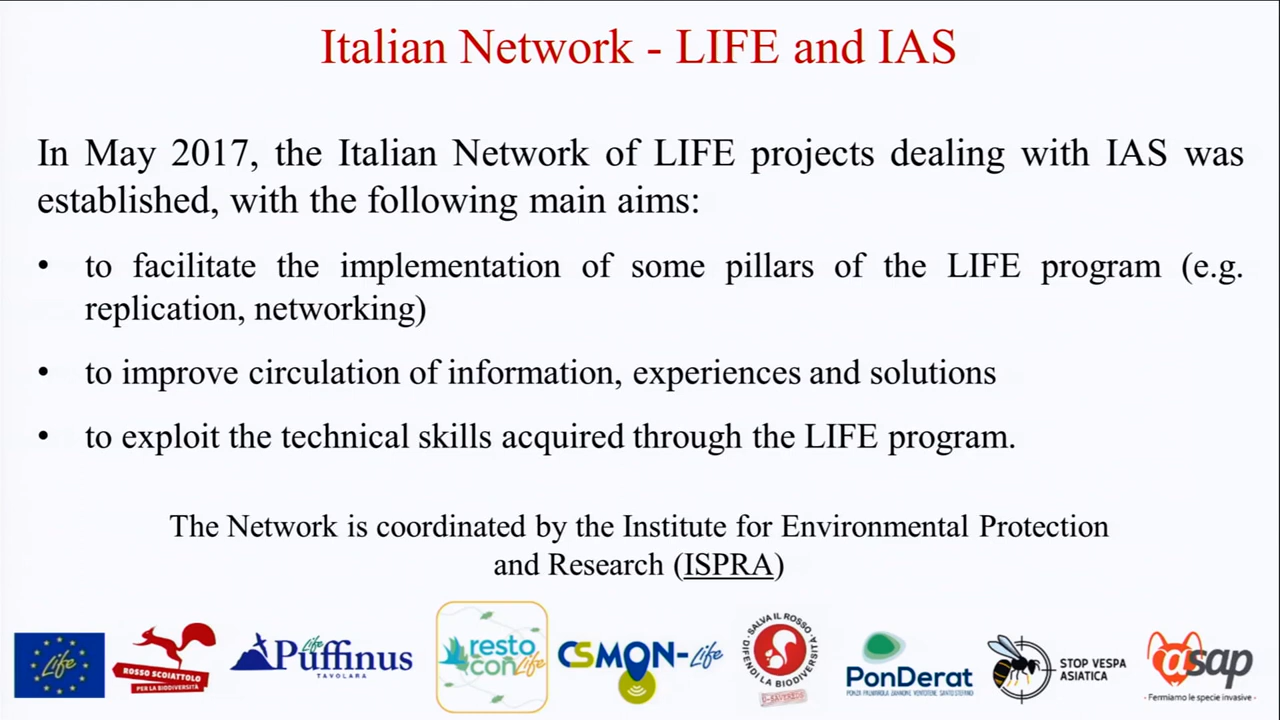 Italian Network - LIFE and IAS
In May 2017, the Italian Network of LIFE projects dealing with IAS was
established, with the following main aims:
• to facilitate the implementation of some pillars of the LIFE program (e.g.
replication, networking)
• to improve circulation of information, experiences and solutions
• to exploit the technical skills acquired through the LIFE program.
The Network is coordinated by the Institute for Environmental Protection
and Research (ISPRA)
Life
ROSSO SCOIATTOLO
PER LA BIODIVERSITÀ
Life
Puffinus
TAVOLARA
resto
con Life
CSMON-Life
SALVA IL ROSSO
DIFENDI LA BIODIVERSITÀ
U-SAVEREDS
PonDerat
STOP VESPA
ASIATICA
asap
- Fermiamo le specie invasive -